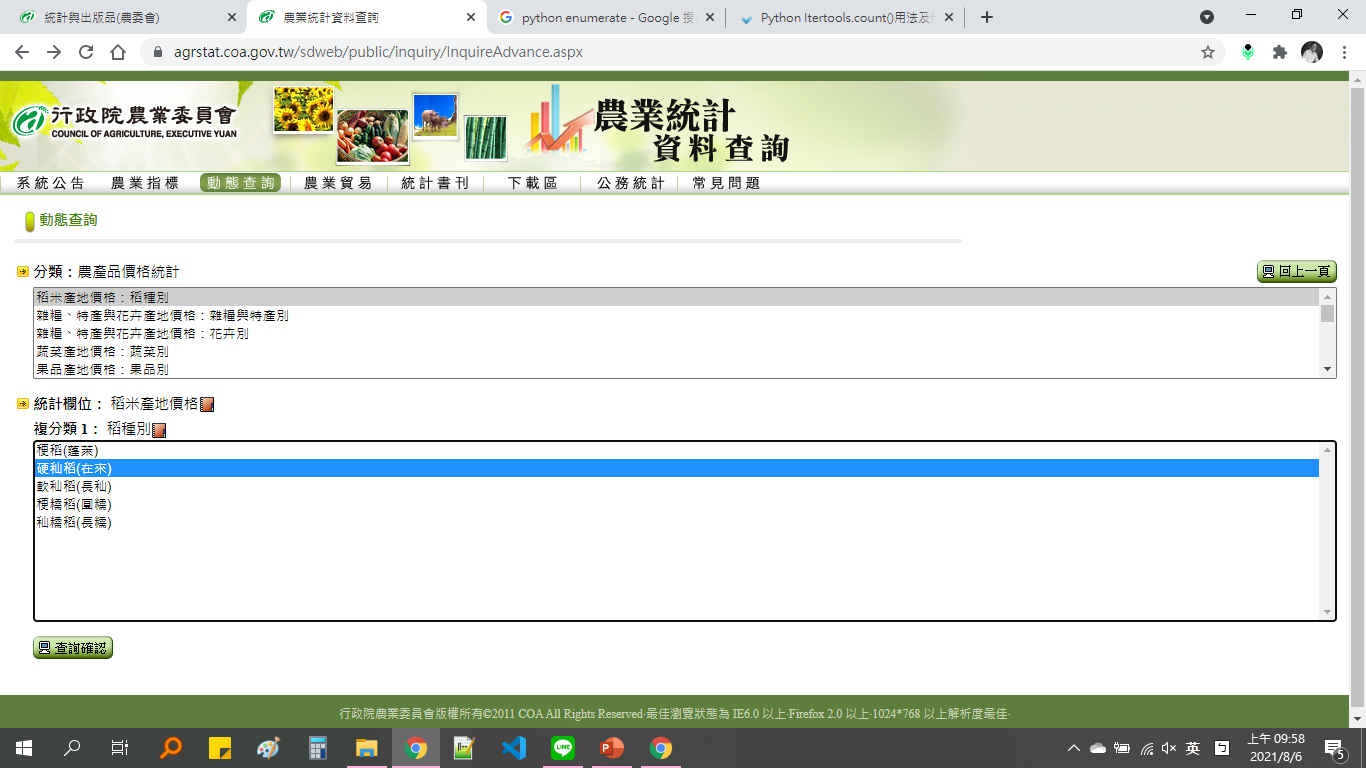 統計與出版品(農委會)
農業統計資料查詢
python enumerate - Google 搜
Python Itertools.count()用法及
agrstat.coa.gov.tw/sdweb/public/inquiry/InquireAdvance.aspx
行政院農業委員會
COUNCIL OF AGRICULTURE, EXECUTIVE YUAN
農業統計
資料查詢
系統公告 農業指標 動態查詢 農業貿易 統計書刊 下載區 公務統計 常見問題
動態查詢
分類：農產品價格統計
回上一頁
稻米產地價格：稻種別
雜糧、特產與花卉產地價格：雜糧與特產別
雜糧、特產與花卉產地價格：花卉別
蔬菜產地價格：蔬菜別
果品產地價格：果品別
統計欄位： 稻米產地價格
複分類 1： 稻種別
稉稻(蓬萊)
硬秈稻(在來)
軟秈稻(長秈)
稉糯稻(圓糯)
秈糯稻(長糯)
查詢確認
行政院農業委員會版權所有©2011 COA All Rights Reserved‧最佳瀏覽狀態為 IE6.0 以上‧Firefox 2.0 以上‧1024*768 以上解析度最佳‧
LINE
英
上午 09:58
2021/8/6
5